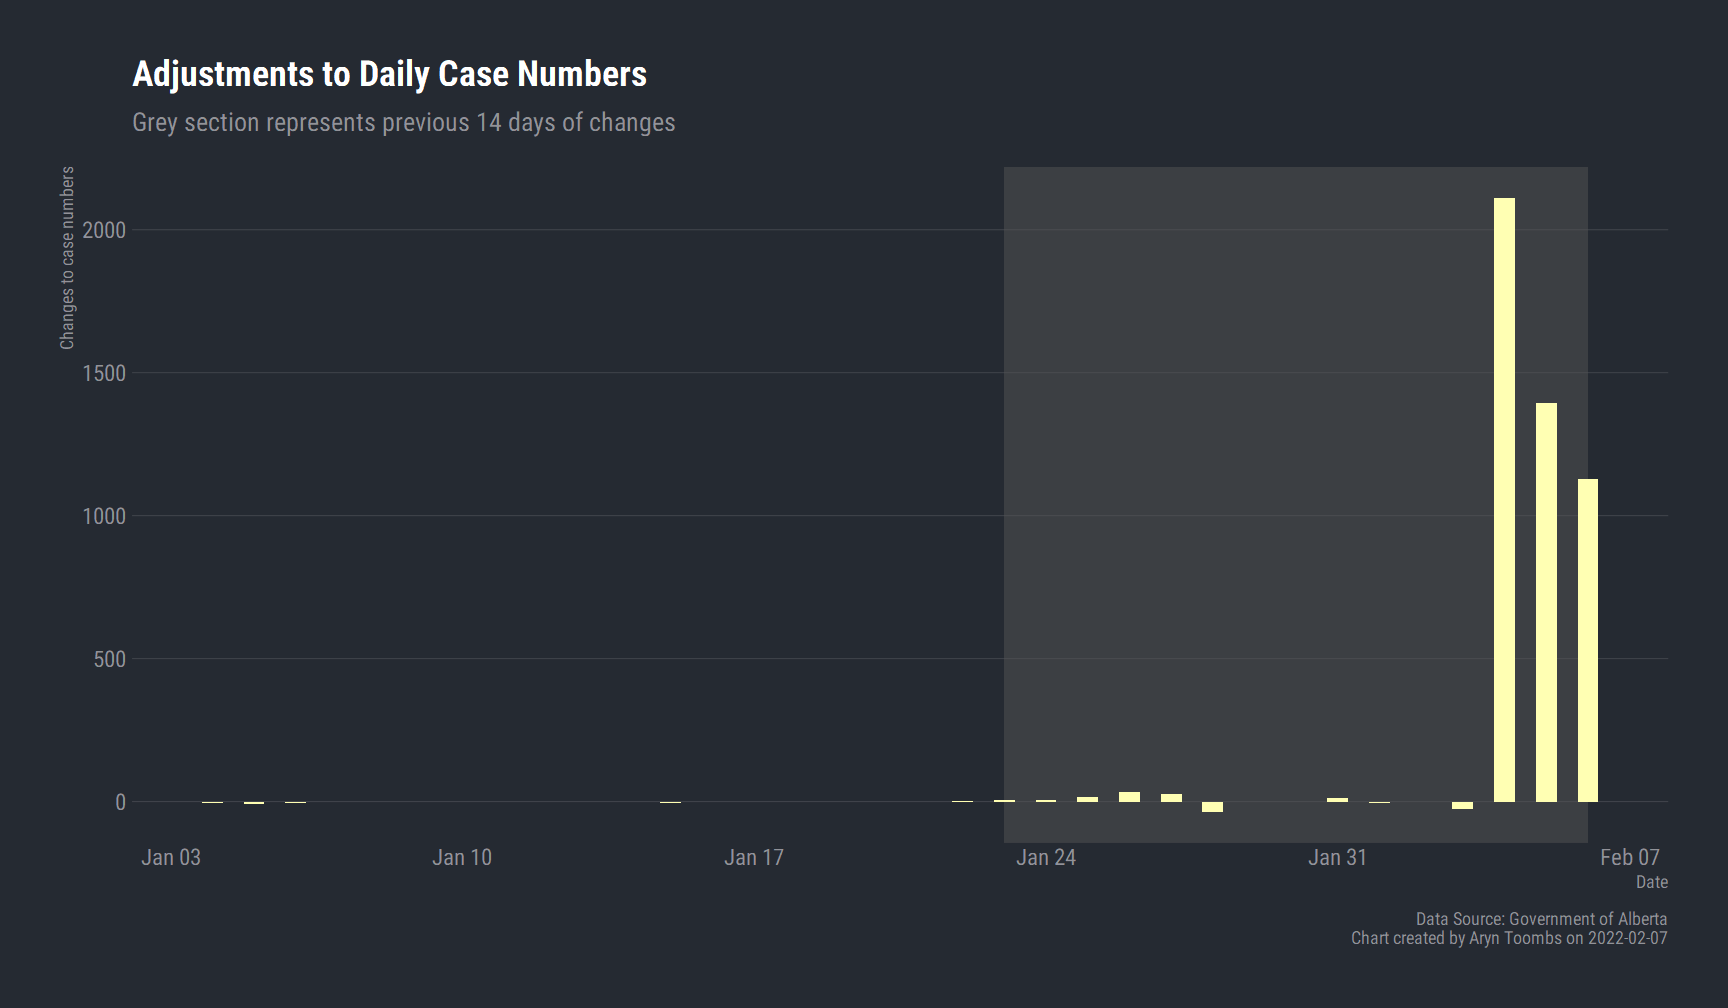 Adjustments to Daily Case Numbers
Grey section represents previous 14 days of changes
Changes to case numbers
2000
1500
1000
500
0
Jan 03 Jan 10 Jan 17 Jan 24 Jan 31 Feb 07
Date
Data Source: Government of Alberta
Chart created by Aryn Toombs on 2022-02-07